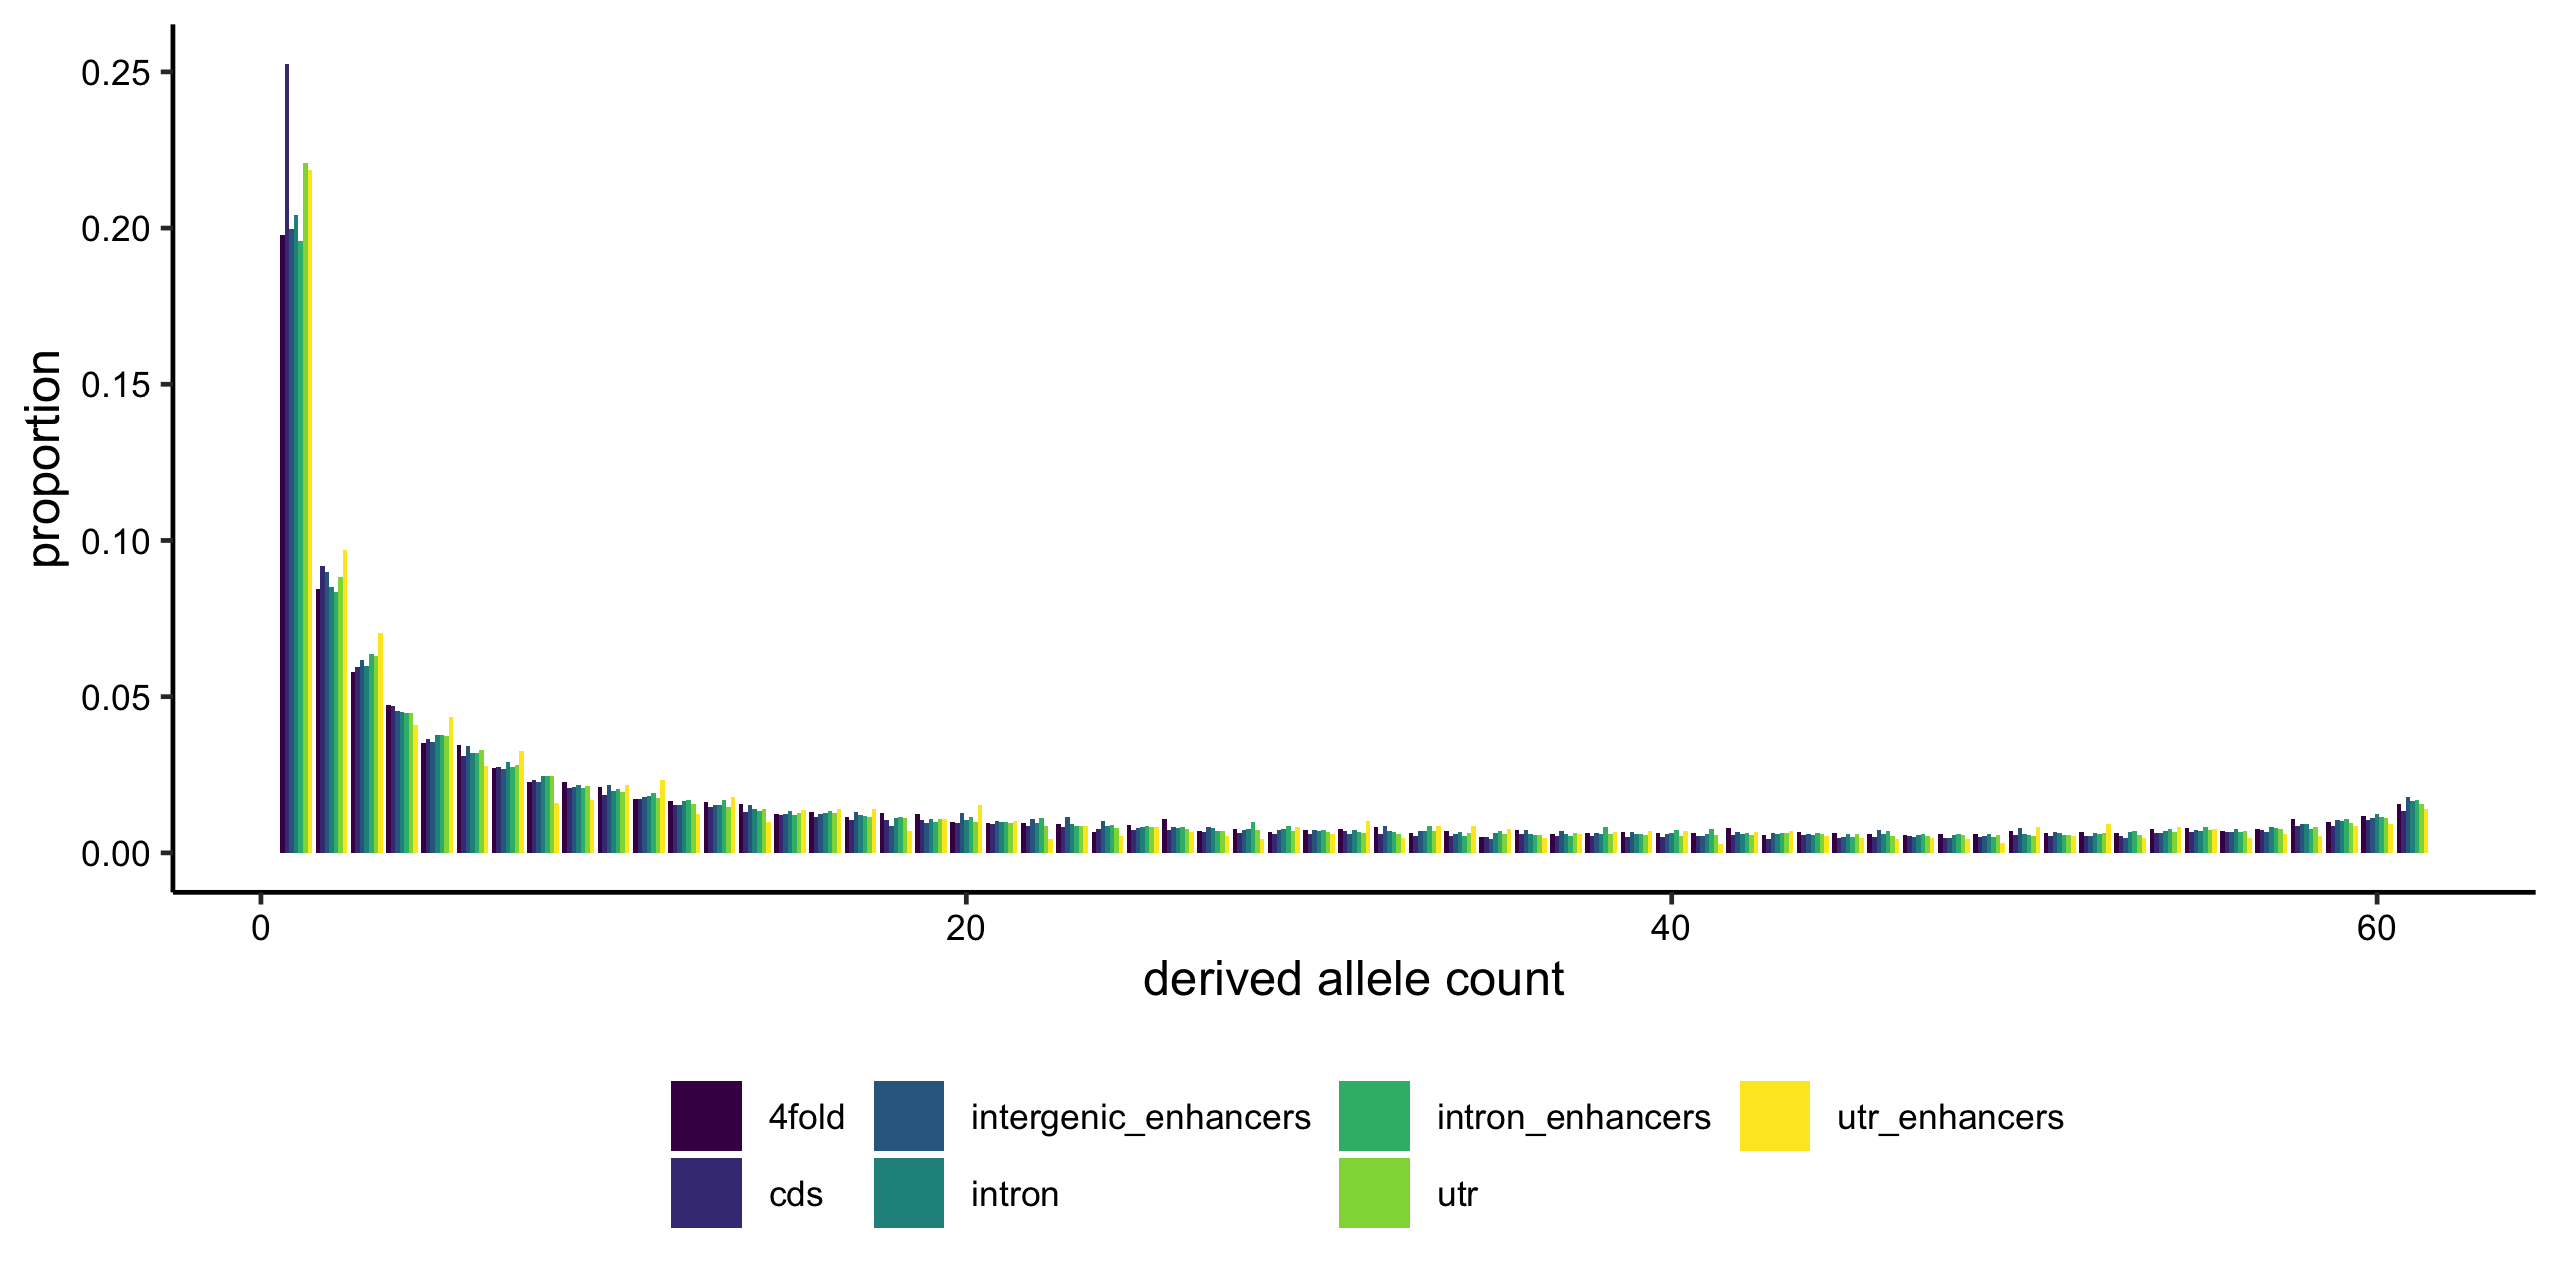 0.25
0.20
0.15
0.10
0.05
0.00
proportion
0 20 40 60
derived allele count
4fold intergenic_enhancers intron_enhancers utr_enhancers
cds intron utr